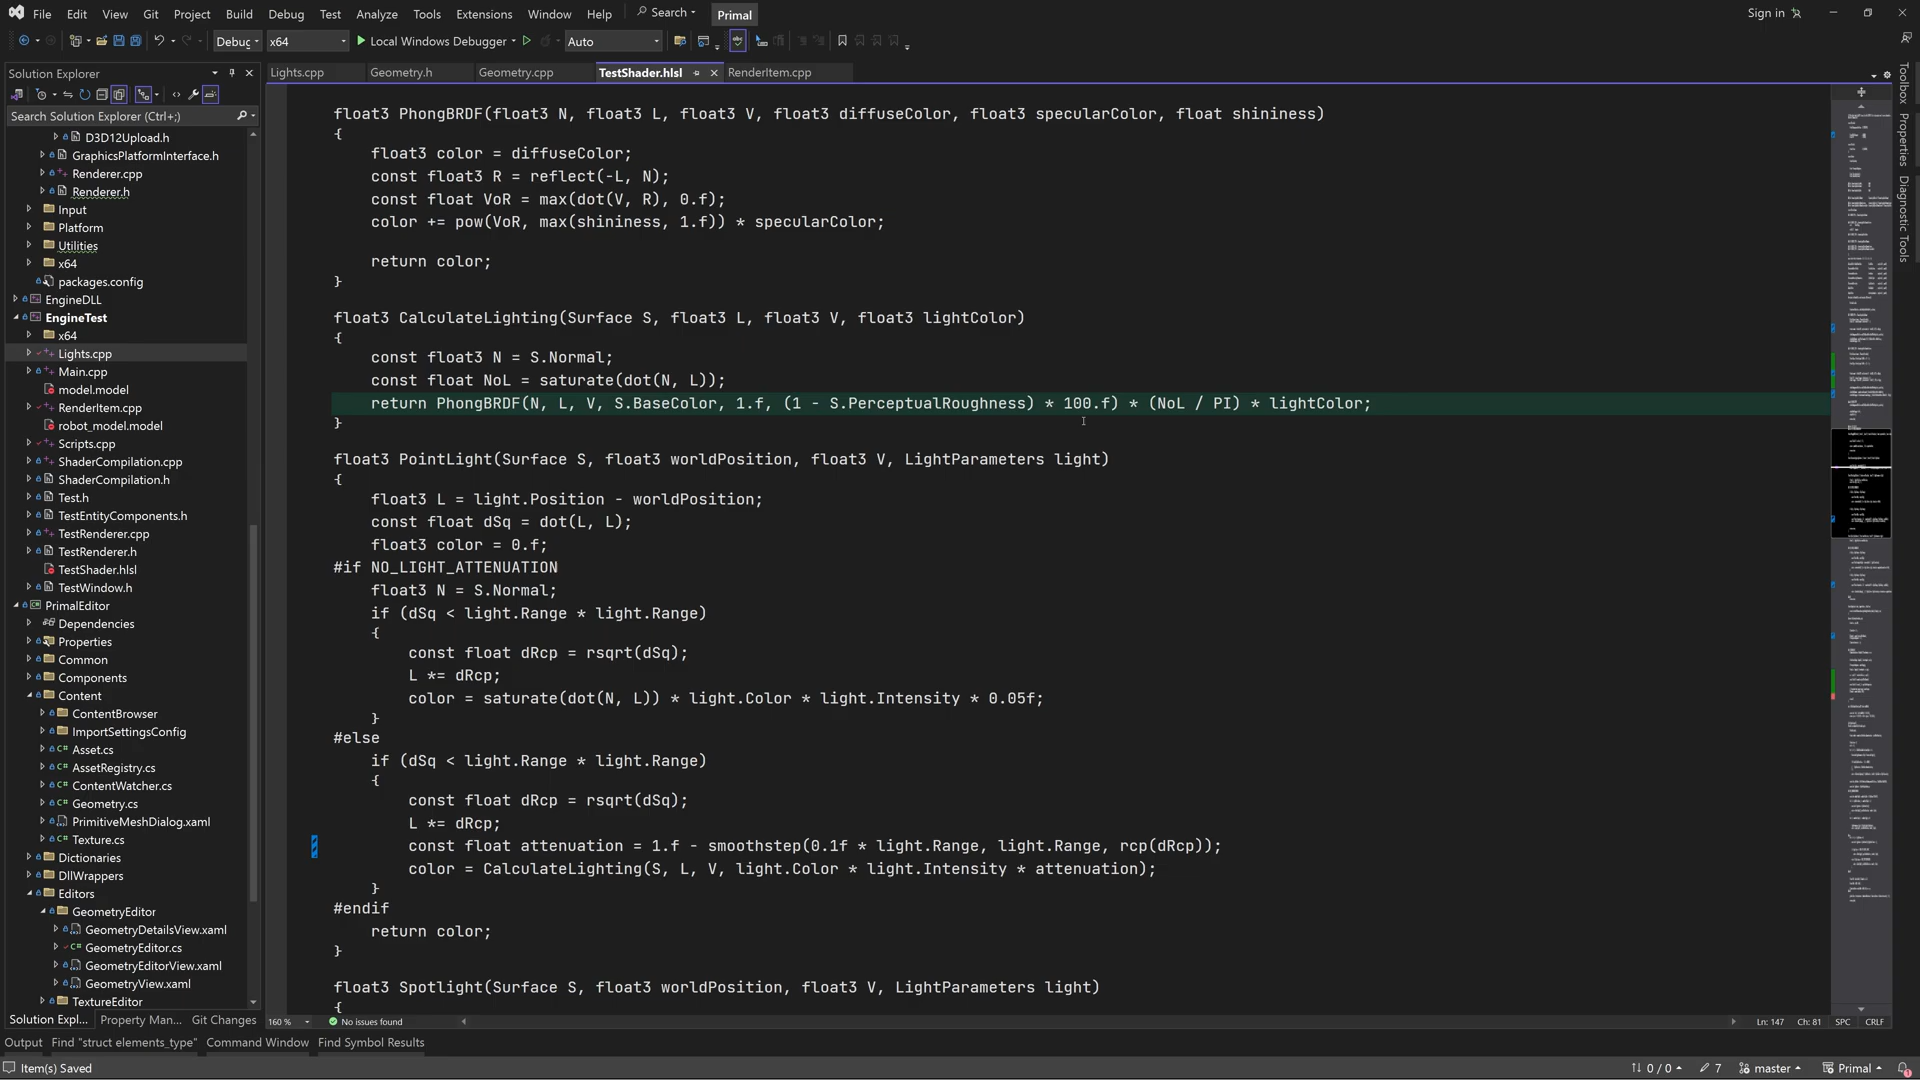 File Edit View Git Project Build Debug Test Analyze Tools Extensions Window Help Search Primal Sign in
Debug x64 Local Windows Debugger Auto
Solution Explorer
Search Solution Explorer (Ctrl+;)
D3D12Upload.h
GraphicsPlatformInterface.h
Renderer.cpp
Renderer.h
Input
Platform
Utilities
x64
packages.config
EngineDLL
EngineTest
x64
Lights.cpp
Main.cpp
model.model
RenderItem.cpp
robot_model.model
Scripts.cpp
ShaderCompilation.cpp
ShaderCompilation.h
Test.h
TestEntityComponents.h
TestRenderer.cpp
TestRenderer.h
TestShader.hlsl
TestWindow.h
PrimalEditor
Dependencies
Properties
Common
Components
Content
ContentBrowser
ImportSettingsConfig
Asset.cs
AssetRegistry.cs
ContentWatcher.cs
Geometry.cs
PrimitiveMeshDialog.xaml
Texture.cs
Dictionaries
DllWrappers
Editors
GeometryEditor
GeometryDetailsView.xaml
GeometryEditor.cs
GeometryEditorView.xaml
GeometryView.xaml
TextureEditor
Solution Expl... Property Man... Git Changes
Lights.cpp Geometry.h Geometry.cpp TestShader.hlsl RenderItem.cpp
float3 PhongBRDF(float3 N, float3 L, float3 V, float3 diffuseColor, float3 specularColor, float shininess)
{
float3 color = diffuseColor;
const float3 R = reflect(-L, N);
const float VoR = max(dot(V, R), 0.f);
color += pow(VoR, max(shininess, 1.f)) * specularColor;
return color;
}
float3 CalculateLighting(Surface S, float3 L, float3 V, float3 lightColor)
{
const float3 N = S.Normal;
const float NoL = saturate(dot(N, L));
return PhongBRDF(N, L, V, S.BaseColor, 1.f, (1 - S.PerceptualRoughness) * 100.f) * (NoL / PI) * lightColor;
}
float3 PointLight(Surface S, float3 worldPosition, float3 V, LightParameters light)
{
float3 L = light.Position - worldPosition;
const float dSq = dot(L, L);
float3 color = 0.f;
#if NO_LIGHT_ATTENUATION
float3 N = S.Normal;
if (dSq < light.Range * light.Range)
{
const float dRcp = rsqrt(dSq);
L *= dRcp;
color = saturate(dot(N, L)) * light.Color * light.Intensity * 0.05f;
}
#else
if (dSq < light.Range * light.Range)
{
const float dRcp = rsqrt(dSq);
L *= dRcp;
const float attenuation = 1.f - smoothstep(0.1f * light.Range, light.Range, rcp(dRcp));
color = CalculateLighting(S, L, V, light.Color * light.Intensity * attenuation);
}
#endif
return color;
}
float3 Spotlight(Surface S, float3 worldPosition, float3 V, LightParameters light)
{
160 % No issues found Ln: 147 Ch: 81 SPC CRLF
Toolbox
Properties
Diagnostic Tools
Output Find "struct elements_type" Command Window Find Symbol Results
Item(s) Saved 0 / 0 7 master Primal 1